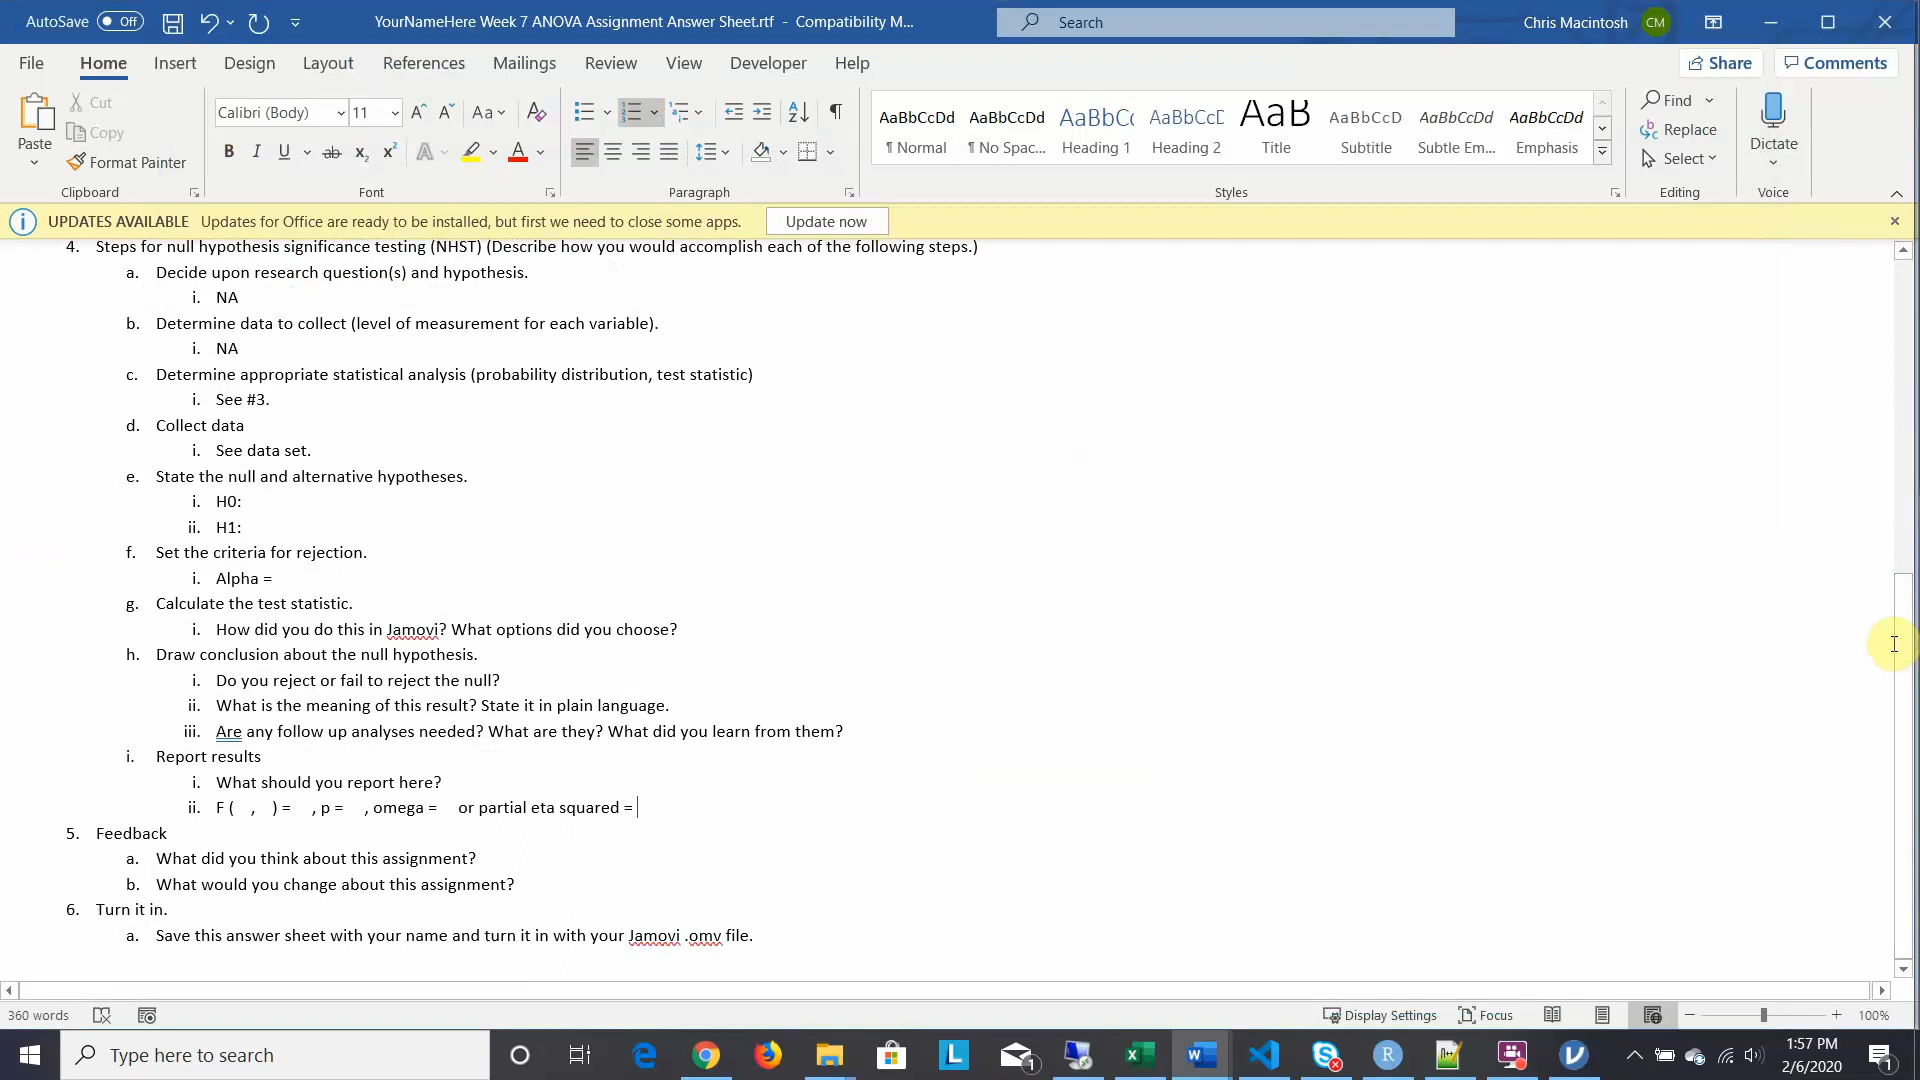 AutoSave Off YourNameHere Week 7 ANOVA Assignment Answer Sheet.rtf - Compatibility M... Search Chris Macintosh CM
File Home Insert Design Layout References Mailings Review View Developer Help Share Comments
Paste Cut Copy Format Painter
Calibri (Body) 11
AaBbCcDd AaBbCcDd AaBbCc AaBbCcD AaB AaBbCcD AaBbCcDd AaBbCcDd
¶ Normal ¶ No Spac... Heading 1 Heading 2 Title Subtitle Subtle Em... Emphasis
Find Replace Select Dictate
Clipboard Font Paragraph Styles Editing Voice
UPDATES AVAILABLE Updates for Office are ready to be installed, but first we need to close some apps. Update now
4. Steps for null hypothesis significance testing (NHST) (Describe how you would accomplish each of the following steps.)
a. Decide upon research question(s) and hypothesis.
i. NA
b. Determine data to collect (level of measurement for each variable).
i. NA
c. Determine appropriate statistical analysis (probability distribution, test statistic)
i. See #3.
d. Collect data
i. See data set.
e. State the null and alternative hypotheses.
i. H0:
ii. H1:
f. Set the criteria for rejection.
i. Alpha =
g. Calculate the test statistic.
i. How did you do this in Jamovi? What options did you choose?
h. Draw conclusion about the null hypothesis.
i. Do you reject or fail to reject the null?
ii. What is the meaning of this result? State it in plain language.
iii. Are any follow up analyses needed? What are they? What did you learn from them?
i. Report results
i. What should you report here?
ii. F ( , ) = , p = , omega = or partial eta squared =
5. Feedback
a. What did you think about this assignment?
b. What would you change about this assignment?
6. Turn it in.
a. Save this answer sheet with your name and turn it in with your Jamovi .omv file.
360 words Display Settings Focus 100%
Type here to search 1:57 PM
2/6/2020